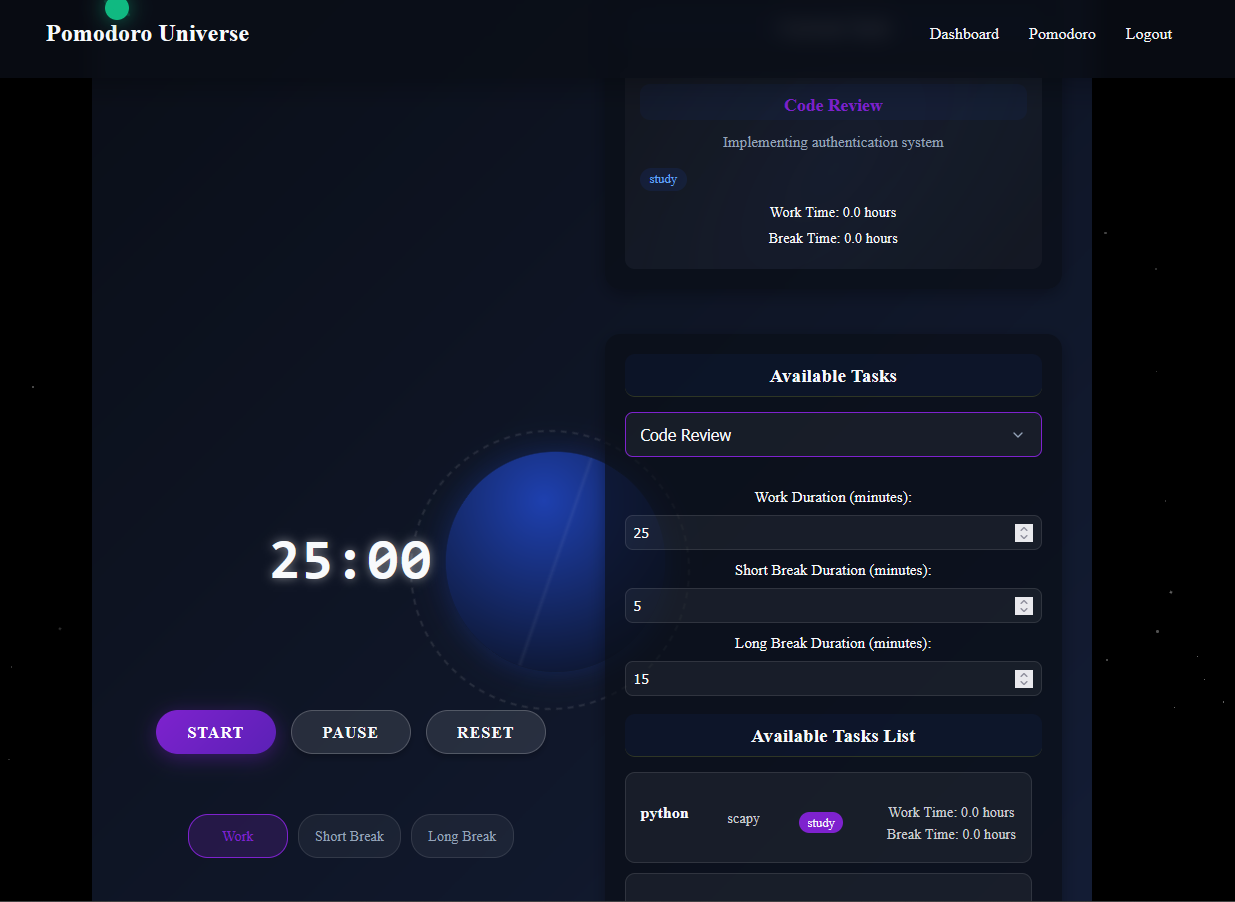 Pomodoro Universe
Dashboard
Pomodoro
Logout
Code Review
Implementing authentication system
study
Work Time: 0.0 hours
Break Time: 0.0 hours
25:00
START
PAUSE
RESET
Work
Short Break
Long Break
Available Tasks
Code Review
Work Duration (minutes):
25
Short Break Duration (minutes):
5
Long Break Duration (minutes):
15
Available Tasks List
python
scapy
study
Work Time: 0.0 hours
Break Time: 0.0 hours